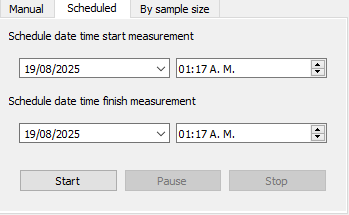 Manual Scheduled By sample size
Schedule date time start measurement
19/08/2025 01:17 A. M.
Schedule date time finish measurement
19/08/2025 01:17 A. M.
Start Pause Stop